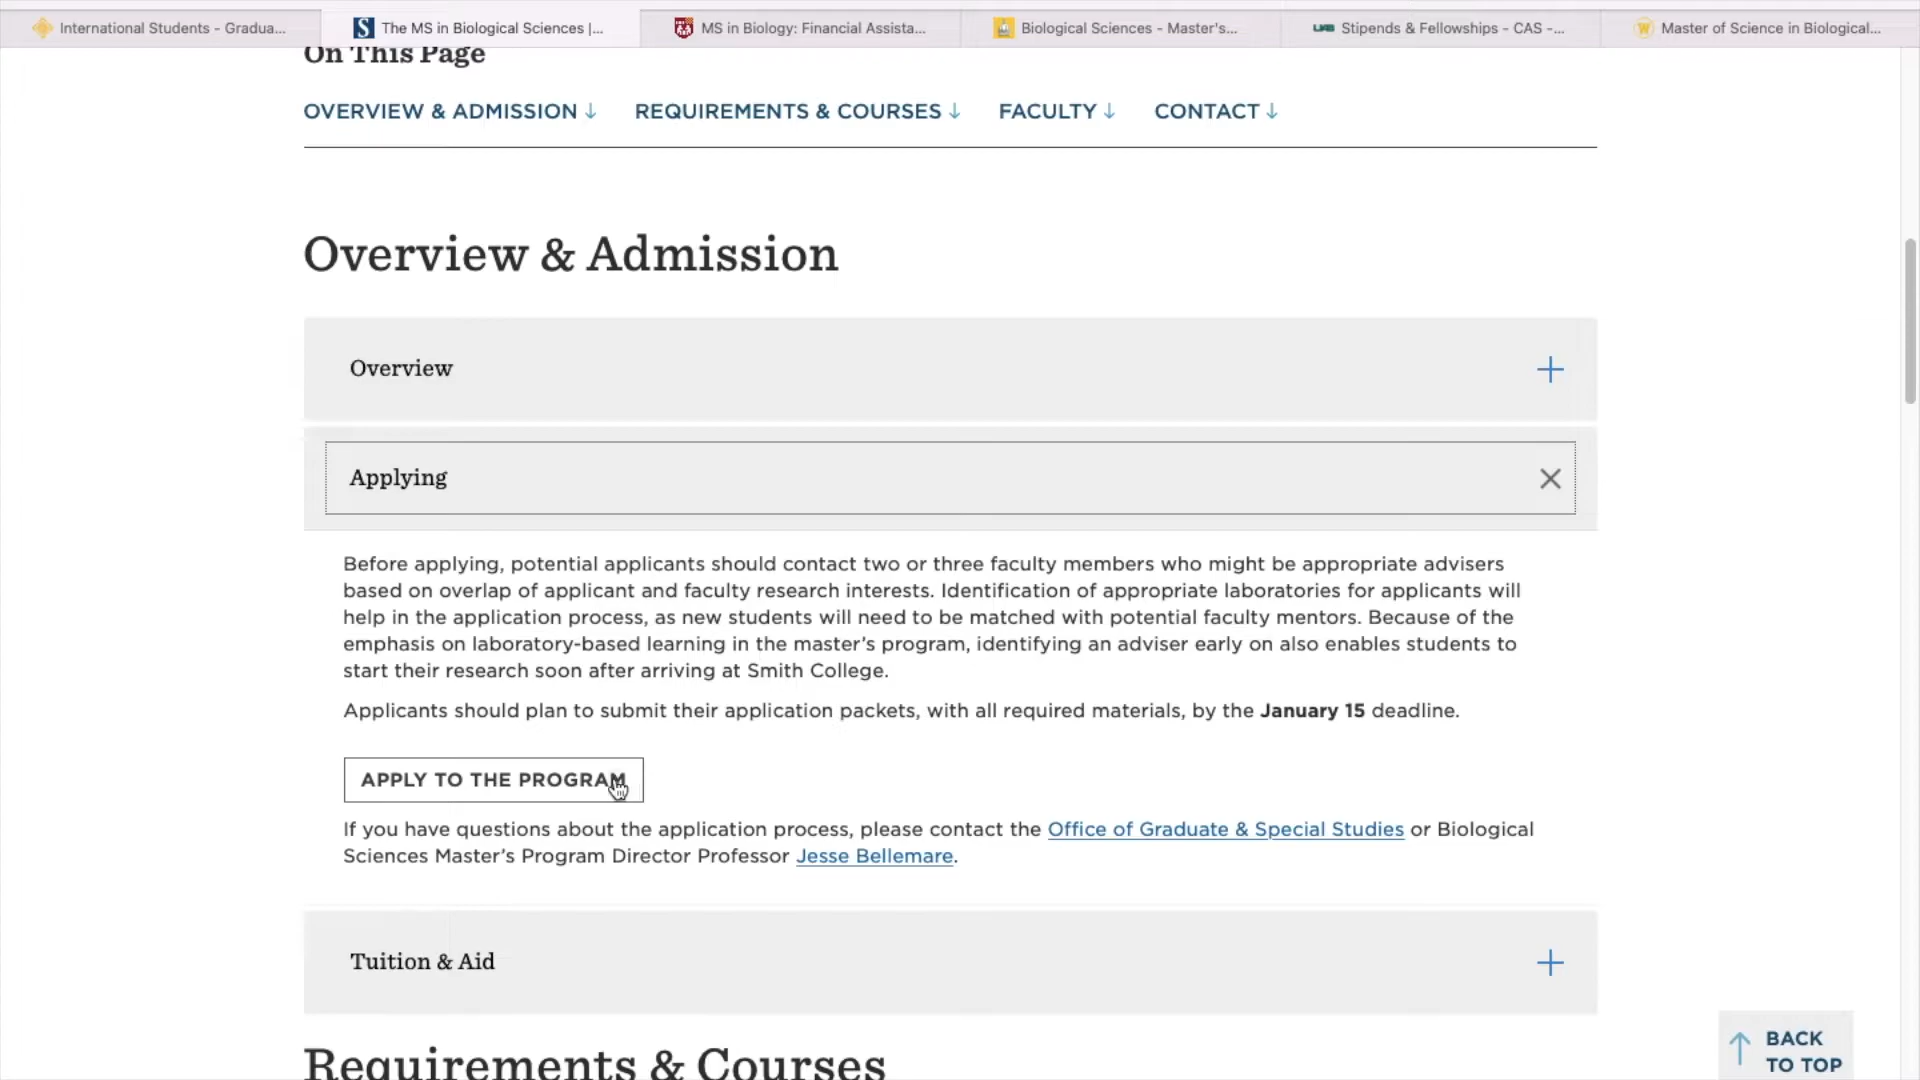 International Students - Gradua...
The MS in Biological Sciences |...
MS in Biology: Financial Assista...
Biological Sciences - Master's...
Stipends & Fellowships - CAS -...
Master of Science in Biological...
On This Page
OVERVIEW & ADMISSION ↓
REQUIREMENTS & COURSES ↓
FACULTY ↓
CONTACT ↓
Overview & Admission
Overview
Applying
Before applying, potential applicants should contact two or three faculty members who might be appropriate advisers
based on overlap of applicant and faculty research interests. Identification of appropriate laboratories for applicants will
help in the application process, as new students will need to be matched with potential faculty mentors. Because of the
emphasis on laboratory-based learning in the master’s program, identifying an adviser early on also enables students to
start their research soon after arriving at Smith College.
Applicants should plan to submit their application packets, with all required materials, by the January 15 deadline.
APPLY TO THE PROGRAM
If you have questions about the application process, please contact the Office of Graduate & Special Studies or Biological
Sciences Master’s Program Director Professor Jesse Bellemare.
Tuition & Aid
Requirements & Courses
BACK
TO TOP